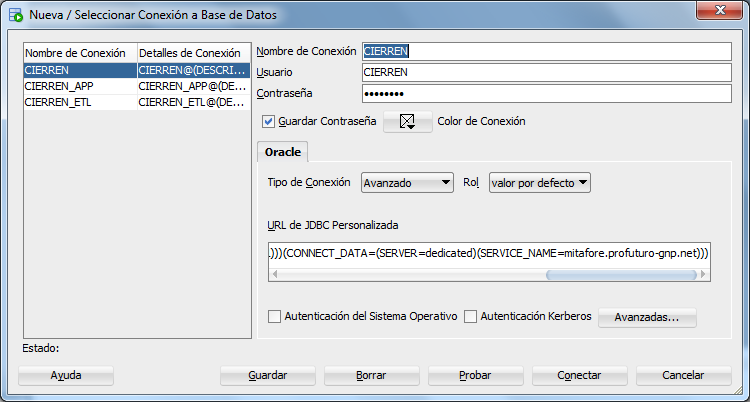 Nueva / Seleccionar Conexión a Base de Datos
Nombre de Conexión Detalles de Conexión
CIERREN CIERREN@(DESCRI...
CIERREN_APP CIERREN_APP@(DE...
CIERREN_ETL CIERREN_ETL@(DE...
Nombre de Conexión CIERREN
Usuario CIERREN
Contraseña ••••••••
Guardar Contraseña Color de Conexión
Oracle
Tipo de Conexión Avanzado Rol valor por defecto
URL de JDBC Personalizada
.)))(CONNECT_DATA=(SERVER=dedicated)(SERVICE_NAME=mitafore.profuturo-gnp.net)))
Autenticación del Sistema Operativo Autenticación Kerberos Avanzadas...
Estado:
Ayuda Guardar Borrar Probar Conectar Cancelar